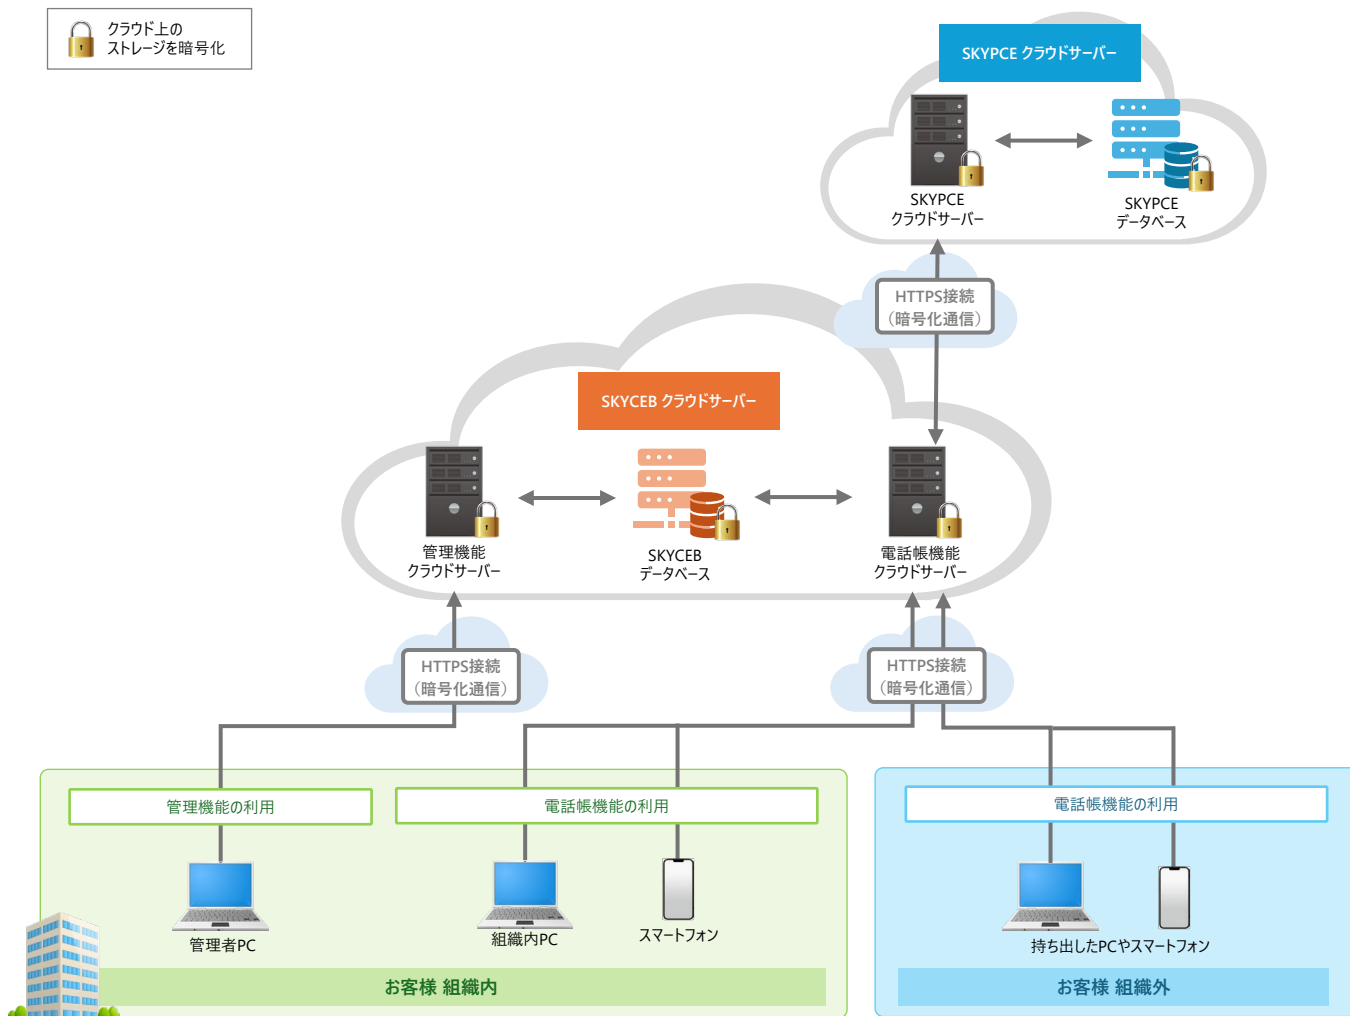 クラウド上の
ストレージを暗号化
SKYPCE クラウドサーバー
SKYPCE
クラウドサーバー
SKYPCE
データベース
HTTPS接続
（暗号化通信）
SKYCEB クラウドサーバー
管理機能
クラウドサーバー
SKYCEB
データベース
電話帳機能
クラウドサーバー
HTTPS接続
（暗号化通信）
HTTPS接続
（暗号化通信）
管理機能の利用
電話帳機能の利用
電話帳機能の利用
管理者PC
組織内PC
スマートフォン
持ち出したPCやスマートフォン
お客様 組織内
お客様 組織外